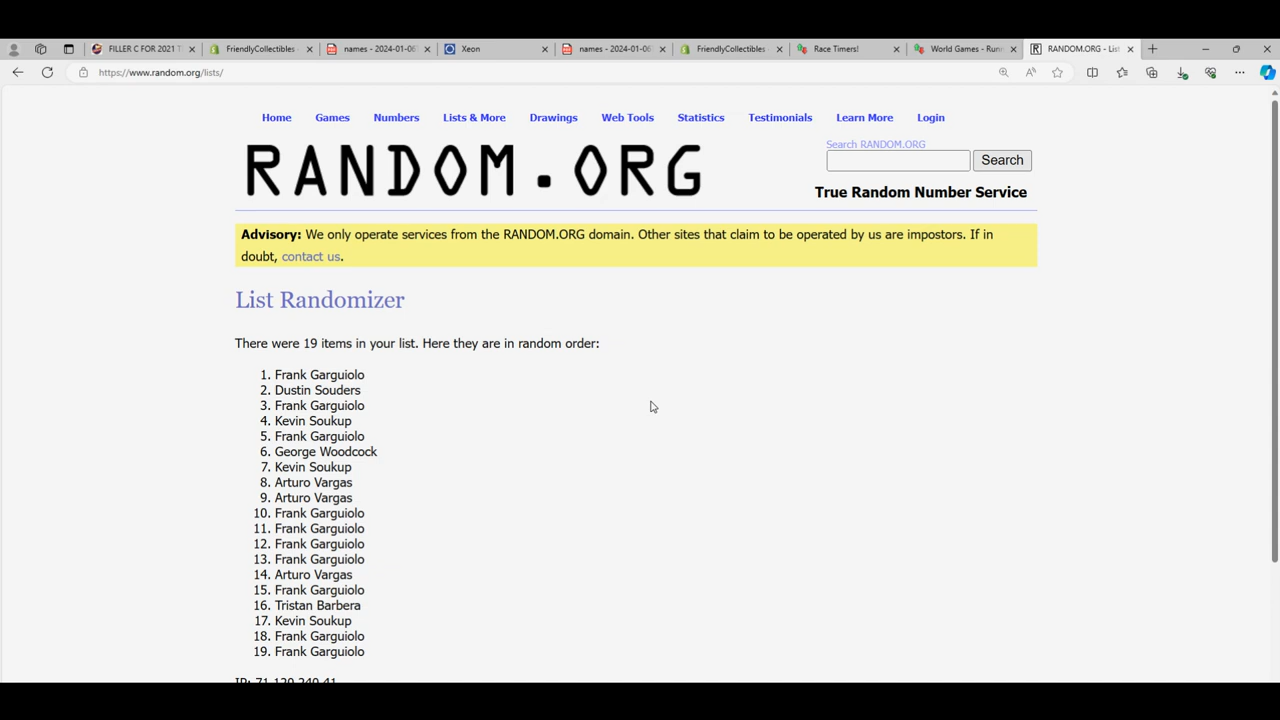 FILLER C FOR 2021 T
FriendlyCollectibles
names - 2024-01-06
Xeon
names - 2024-01-06
FriendlyCollectibles
Race Timers!
World Games - Runn
RANDOM.ORG - List
https://www.random.org/lists/
Home Games Numbers Lists & More Drawings Web Tools Statistics Testimonials Learn More Login
RANDOM.ORG
Search RANDOM.ORG
Search
True Random Number Service
Advisory: We only operate services from the RANDOM.ORG domain. Other sites that claim to be operated by us are impostors. If in
doubt, contact us.
List Randomizer
There were 19 items in your list. Here they are in random order:
1. Frank Garguiolo
2. Dustin Souders
3. Frank Garguiolo
4. Kevin Soukup
5. Frank Garguiolo
6. George Woodcock
7. Kevin Soukup
8. Arturo Vargas
9. Arturo Vargas
10. Frank Garguiolo
11. Frank Garguiolo
12. Frank Garguiolo
13. Frank Garguiolo
14. Arturo Vargas
15. Frank Garguiolo
16. Tristan Barbera
17. Kevin Soukup
18. Frank Garguiolo
19. Frank Garguiolo